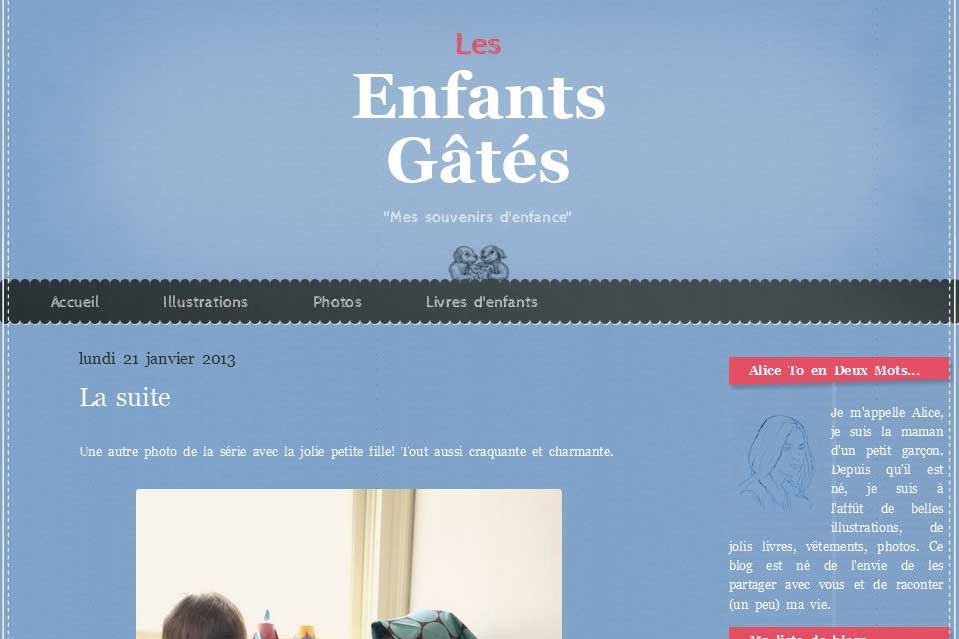 Les
Enfants
Gâtés
"Mes souvenirs d'enfance"
Accueil Illustrations Photos Livres d'enfants
lundi 21 janvier 2013
La suite
Une autre photo de la série avec la jolie petite fille! Tout aussi craquante et charmante.
Alice To en Deux Mots...
Je m'appelle Alice,
je suis la maman
d'un petit garçon.
Depuis qu'il est
né, je suis à
l'affût de belles
illustrations, de
jolis livres, vêtements, photos. Ce
blog est né de l'envie de les
partager avec vous et de raconter
(un peu) ma vie.
Ma liste de blogs